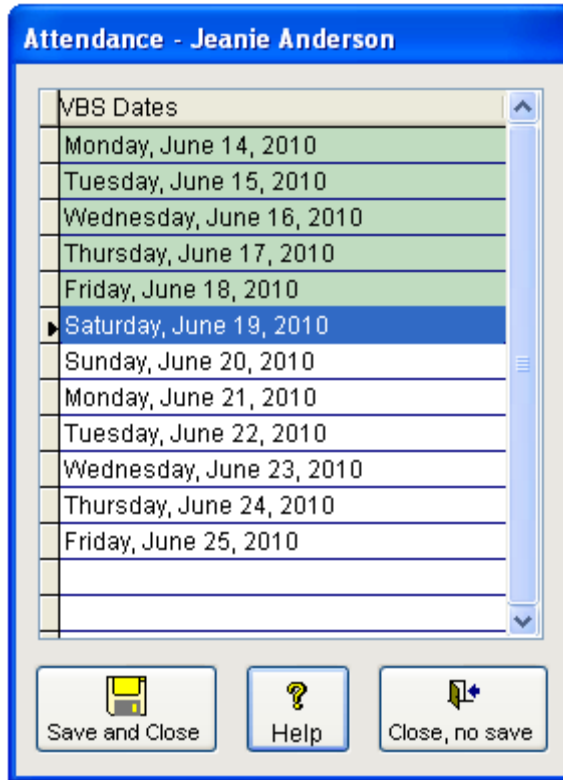 Attendance - Jeanie Anderson
VBS Dates
Monday, June 14, 2010
Tuesday, June 15, 2010
Wednesday, June 16, 2010
Thursday, June 17, 2010
Friday, June 18, 2010
Saturday, June 19, 2010
Sunday, June 20, 2010
Monday, June 21, 2010
Tuesday, June 22, 2010
Wednesday, June 23, 2010
Thursday, June 24, 2010
Friday, June 25, 2010
Save and Close
Help
Close, no save